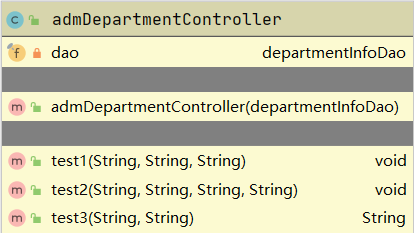 admDepartmentController
dao departmentInfoDao
admDepartmentController(departmentInfoDao)
test1(String, String, String) void
test2(String, String, String, String) void
test3(String, String) String